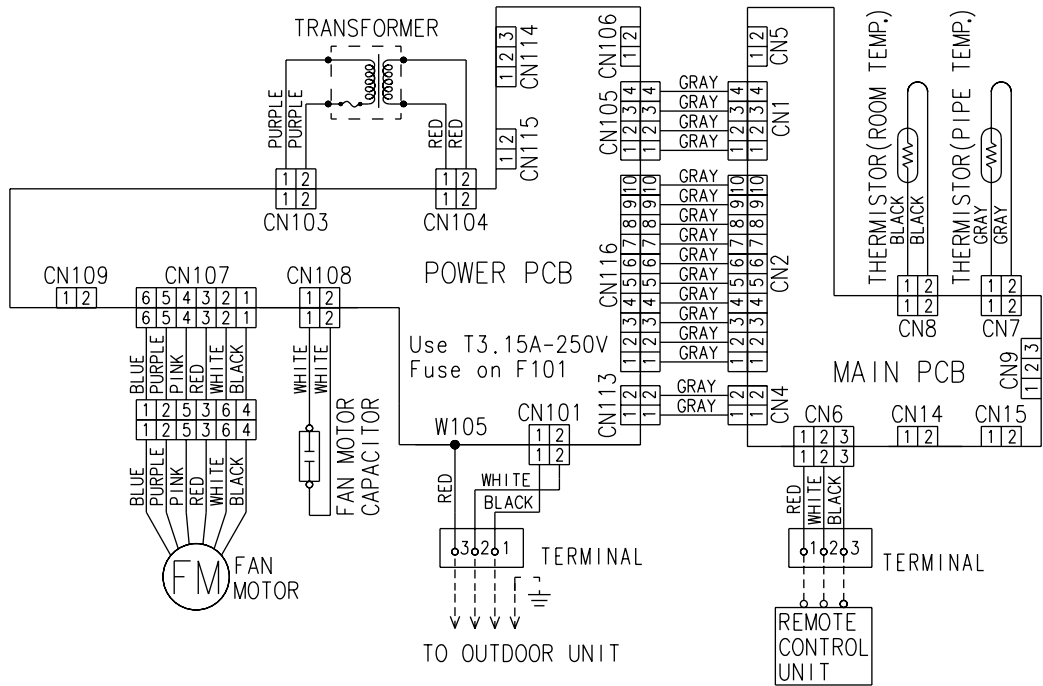 TRANSFORMER
PURPLE
PURPLE
RED
RED
1 2
1 2
CN103
1 2
1 2
CN104
1 2 3
CN114
1 2
CN115
1 2
CN106
1 2 3 4
1 2 3 4
CN105
GRAY
GRAY
GRAY
GRAY
1 2 3 4
1 2 3 4
CN1
1 2
CN5
1 2 3 4 5 6 7 8 9 10
1 2 3 4 5 6 7 8 9 10
CN116
GRAY
GRAY
GRAY
GRAY
GRAY
GRAY
GRAY
GRAY
GRAY
GRAY
1 2 3 4 5 6 7 8 9 10
1 2 3 4 5 6 7 8 9 10
CN2
1 2
1 2
CN113
GRAY
GRAY
1 2
1 2
CN4
THERMISTOR(ROOM TEMP.)
BLACK
BLACK
THERMISTOR(PIPE TEMP.)
GRAY
GRAY
1 2
1 2
CN8
1 2
1 2
CN7
CN9
1 2 3
MAIN PCB
CN109
1 2
CN107
6 5 4 3 2 1
6 5 4 3 2 1
BLUE
PURPLE
PINK
RED
WHITE
BLACK
1 2 5 3 6 4
1 2 5 3 6 4
BLUE
PURPLE
PINK
RED
WHITE
BLACK
FM
FAN
MOTOR
CN108
1 2
1 2
WHITE
WHITE
FAN MOTOR
CAPACITOR
POWER PCB
Use T3.15A-250V
Fuse on F101
W105
CN101
1 2
1 2
RED
WHITE
BLACK
3 2 1
TERMINAL
TO OUTDOOR UNIT
CN6
1 2 3
1 2 3
CN14
1 2
CN15
1 2
RED
WHITE
BLACK
1 2 3
TERMINAL
REMOTE
CONTROL
UNIT